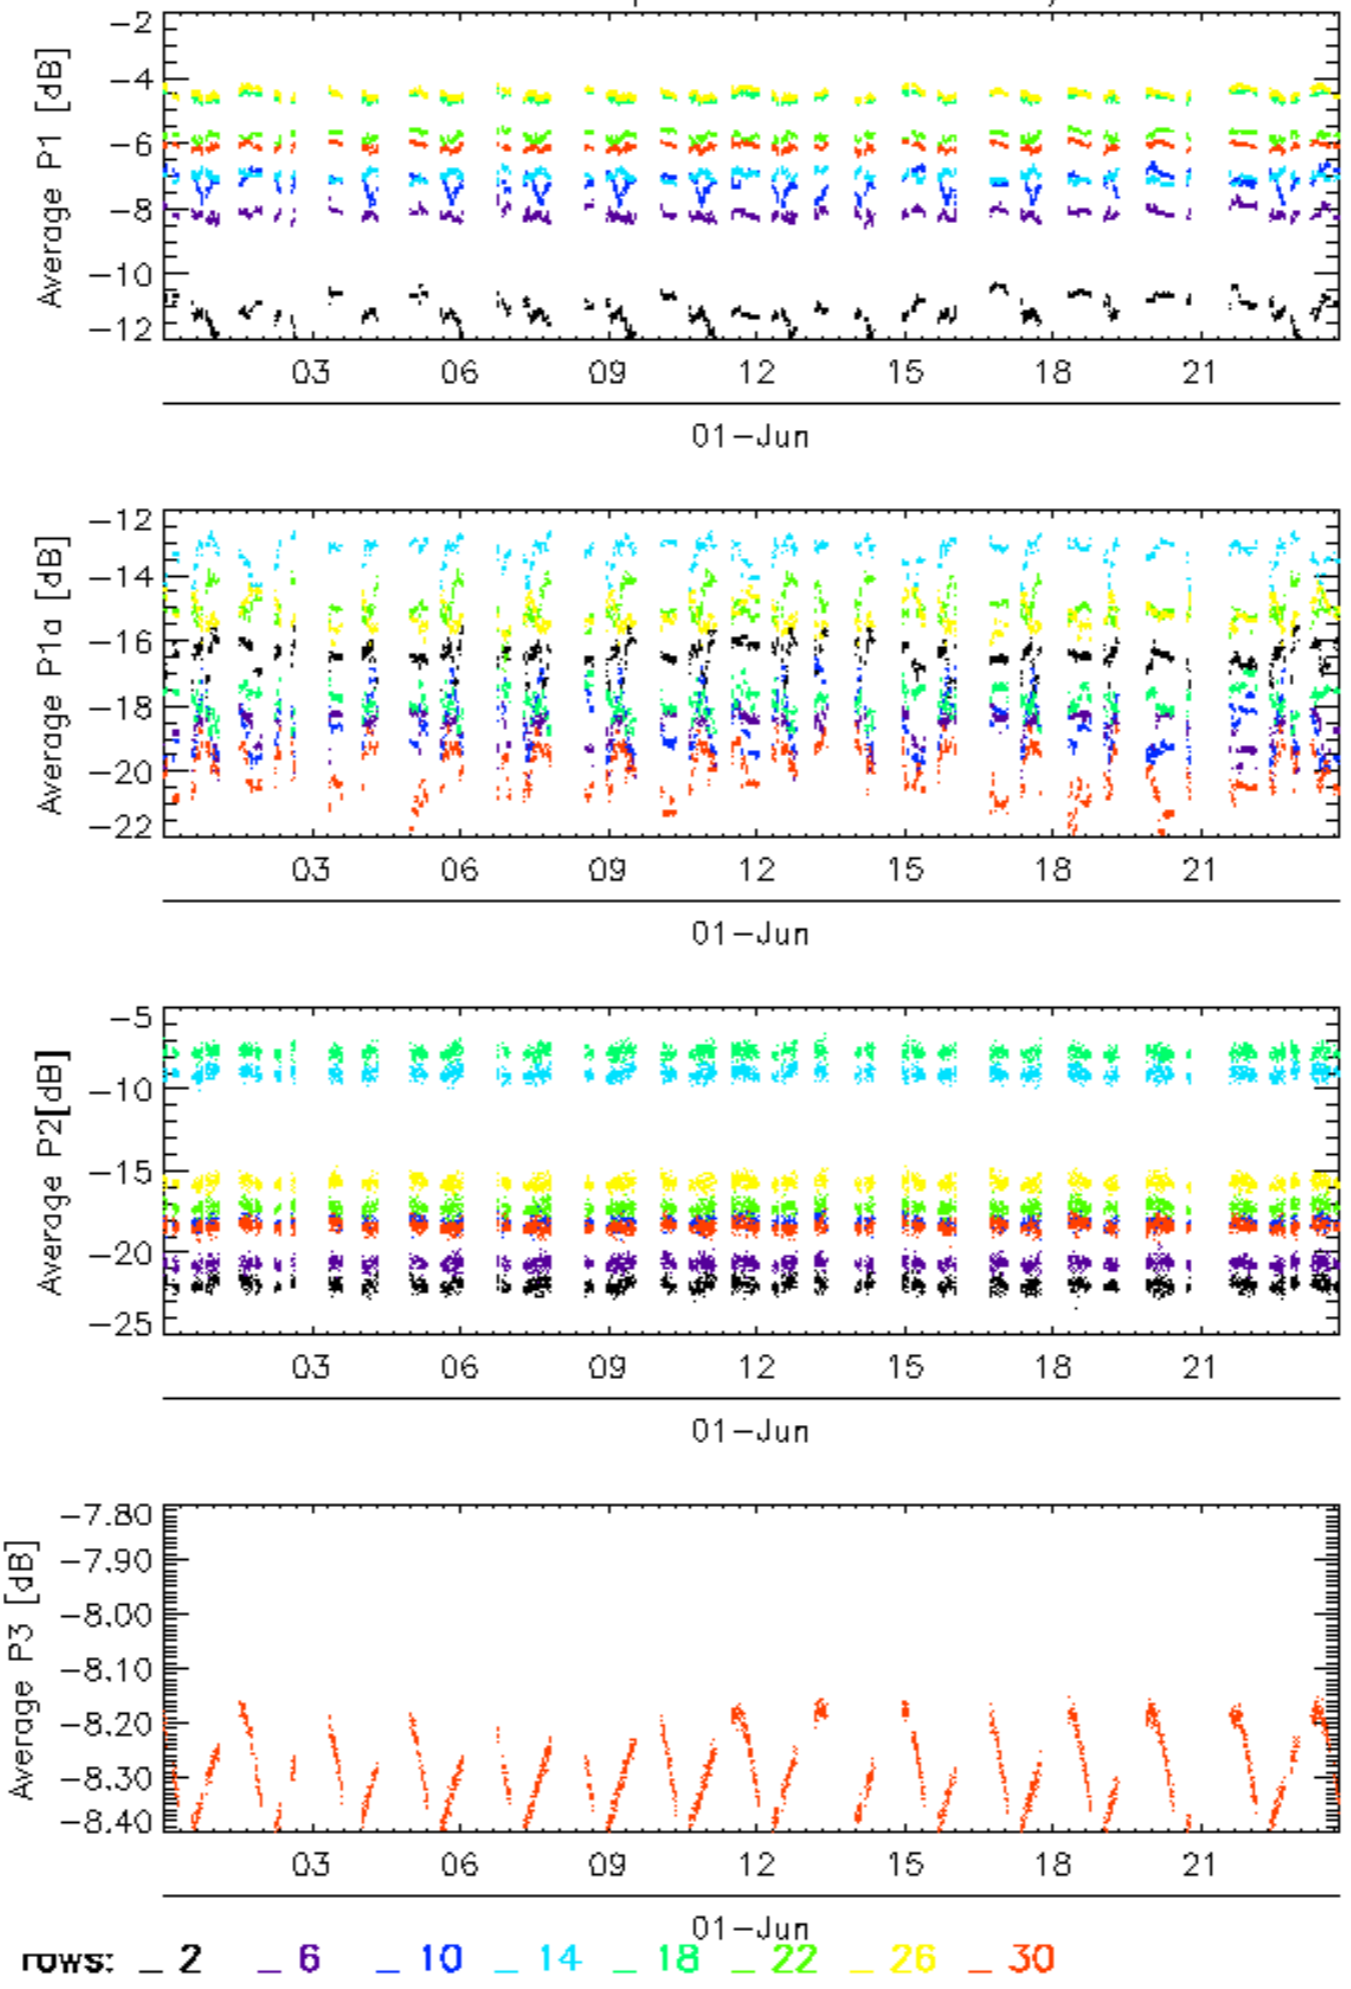 Average P1 [dB]
-2
-4
-6
-8
-10
-12
03 06 09 12 15 18 21
01-Jun
Average P1a [dB]
-12
-14
-16
-18
-20
-22
03 06 09 12 15 18 21
01-Jun
Average P2[dB]
-5
-10
-15
-20
-25
03 06 09 12 15 18 21
01-Jun
Average P3 [dB]
-7.80
-7.90
-8.00
-8.10
-8.20
-8.30
-8.40
03 06 09 12 15 18 21
01-Jun
rows: _ 2 _ 6 _ 10 _ 14 _ 18 _ 22 _ 26 _ 30